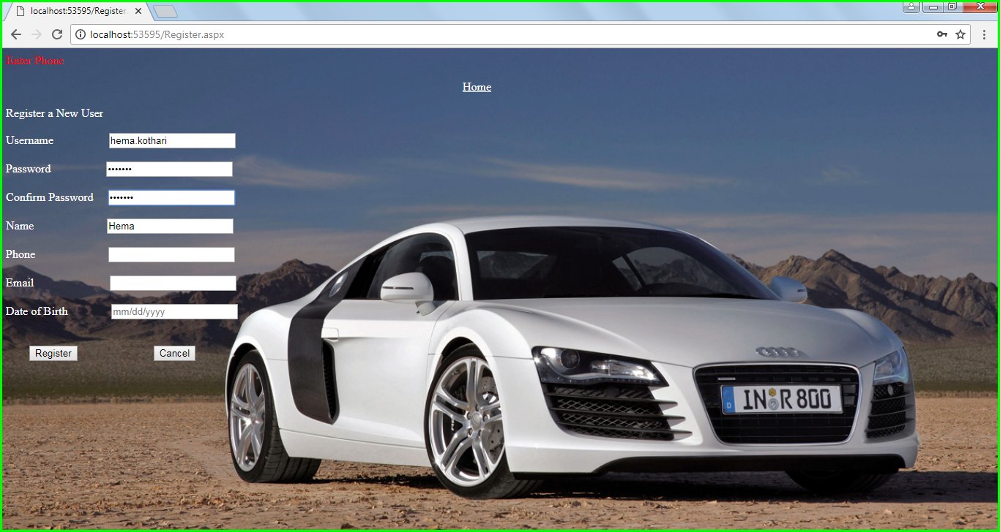 localhost:53595/Register.
localhost:53595/Register.aspx
Enter Phone
Home
Register a New User
Username hema.kothari
Password •••••••
Confirm Password •••••••
Name Hema
Phone
Email
Date of Birth mm/dd/yyyy
Register Cancel
IN R 800
D